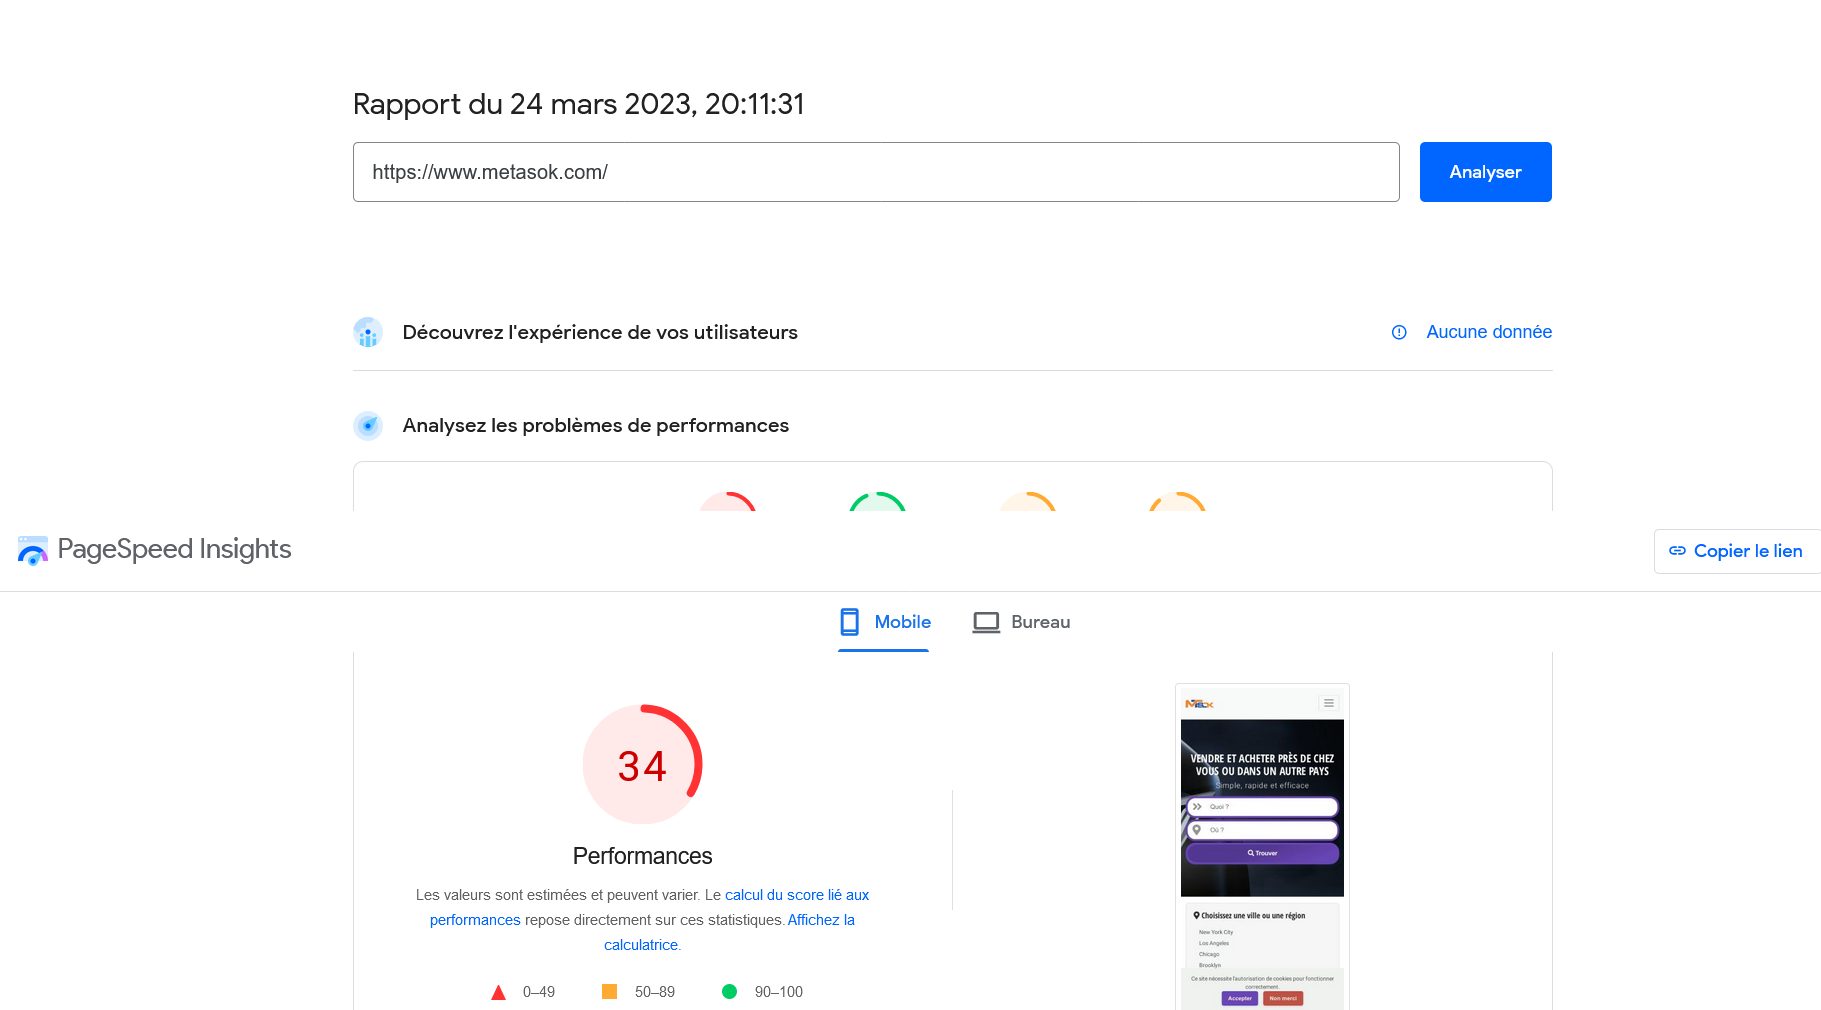 Rapport du 24 mars 2023, 20:11:31
https://www.metasok.com/
Analyser
Découvrez l'expérience de vos utilisateurs
Aucune donnée
Analysez les problèmes de performances
PageSpeed Insights
Copier le lien
Mobile
Bureau
34
Performances
Les valeurs sont estimées et peuvent varier. Le calcul du score lié aux
performances repose directement sur ces statistiques. Affichez la
calculatrice.
0–49
50–89
90–100
VENDRE ET ACHETER PRÈS DE CHEZ
VOUS OU DANS UN AUTRE PAYS
Simple, rapide et efficace
Quoi ?
Où ?
Trouver
Choisissez une ville ou une région
New York City
Los Angeles
Chicago
Brooklyn
Ce site nécessite l'autorisation de cookies pour fonctionner
correctement.
Accepter
Non merci